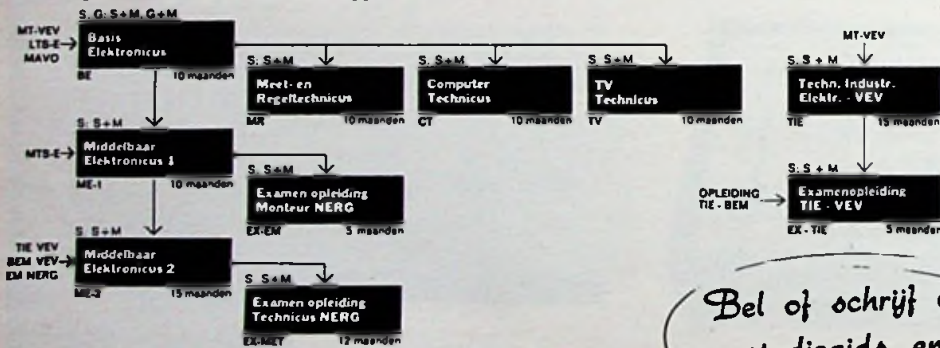 S. G: S+M, G+M
MT-VEV
LTS-E
MAVO
Basis
Elektronicus
BE 10 maanden
S: S+M
Meet- en
Regeltechnicus
MR 10 maanden
S. S+M
Computer
Technicus
CT 10 maanden
S S+M
TV
Technicus
TV 10 maanden
MT-VEV
S. S + M
Techn. Industr.
Elektr. - VEV
TIE 15 maanden
S: S+M
MTS-E
Middelbaar
Elektronicus 1
ME-1 10 maanden
S. S+M
Examen opleiding
Monteur NERG
EX-EM 5 maanden
S: S + M
OPLEIDING
TIE - BEM
Examenopleiding
TIE - VEV
EX - TIE 5 maanden
S S+M
TIE VEV
BEM VEV
EM NERG
Middelbaar
Elektronicus 2
ME-2 15 maanden
S S+M
Examen opleiding
Technicus NERG
EX-MET 12 maanden
Bel of schrijf